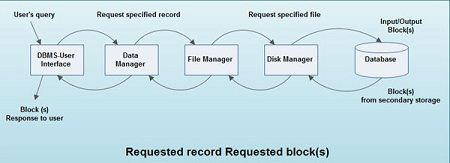 User's query
Request specified record
Request specified file
Input/Output
Block(s)
DBMS-User
Interface
Data
Manager
File Manager
Disk Manager
Database
Block (s)
Response to user
Block(s)
from secondary storage
Requested record Requested block(s)